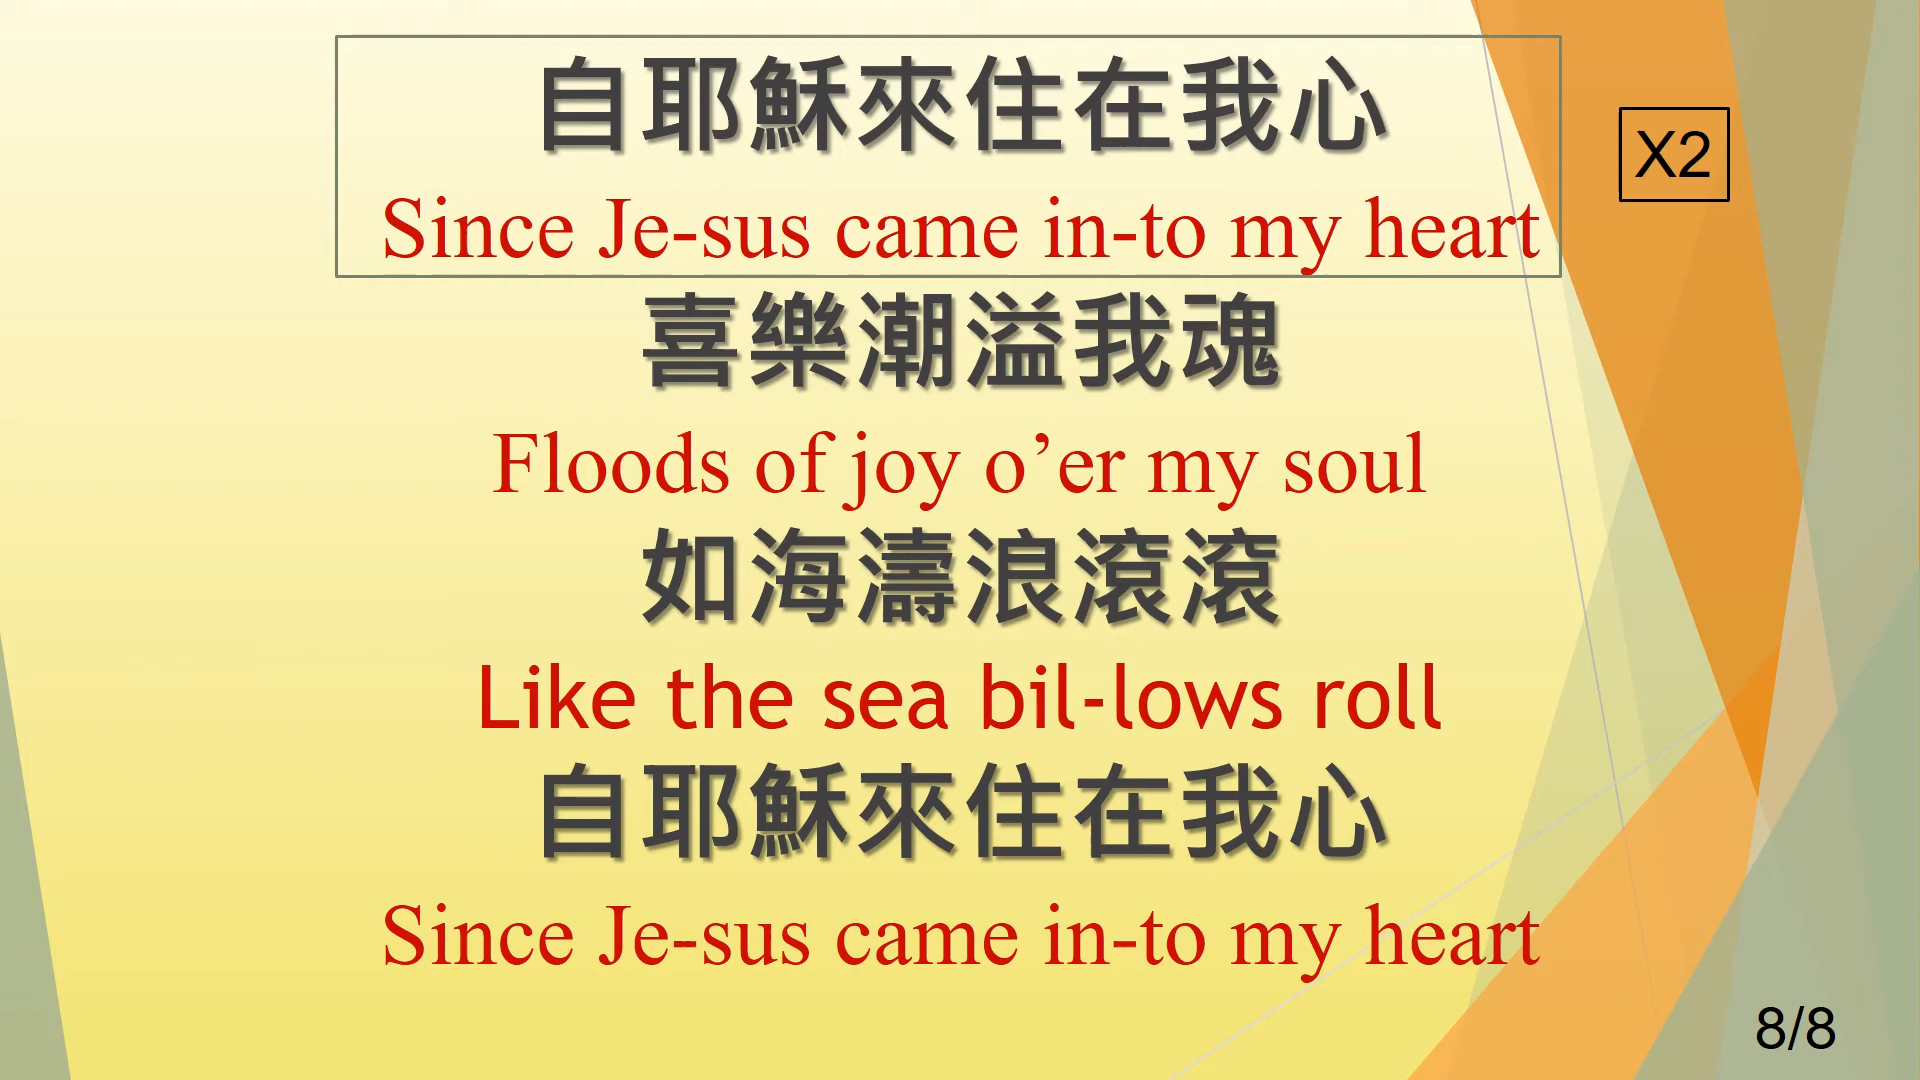 自耶穌來住在我心
Since Je-sus came in-to my heart
X2
喜樂潮溢我魂
Floods of joy o’er my soul
如海濤浪滾滾
Like the sea bil-lows roll
自耶穌來住在我心
Since Je-sus came in-to my heart
8/8